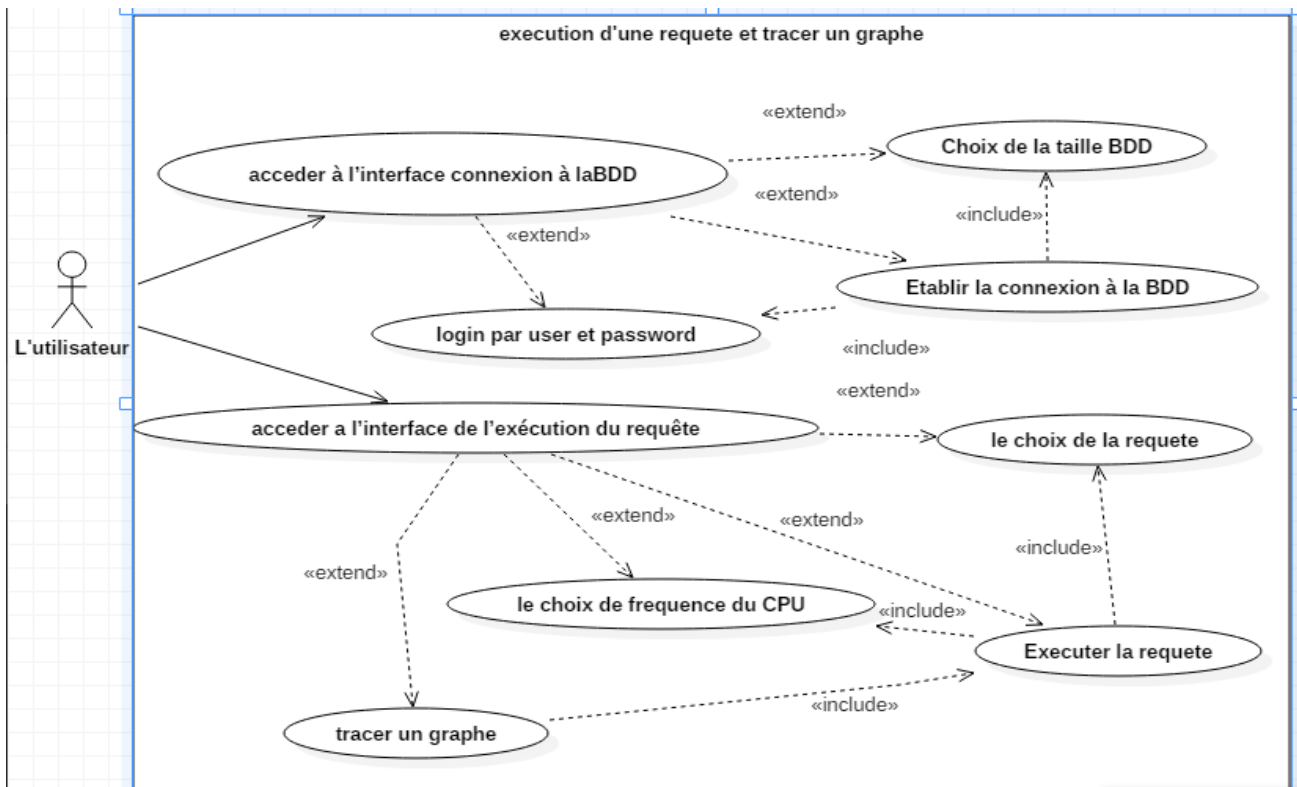 execution d'une requete et tracer un graphe
«extend»
Choix de la taille BDD
acceder à l'interface connexion à laBDD
«extend»
«include»
«extend»
Etablir la connexion à la BDD
login par user et password
L'utilisateur
«include»
«extend»
acceder a l'interface de l'exécution du requête
le choix de la requete
«extend»
«extend»
«include»
«extend»
le choix de frequence du CPU
«include»
Executer la requete
«include»
tracer un graphe